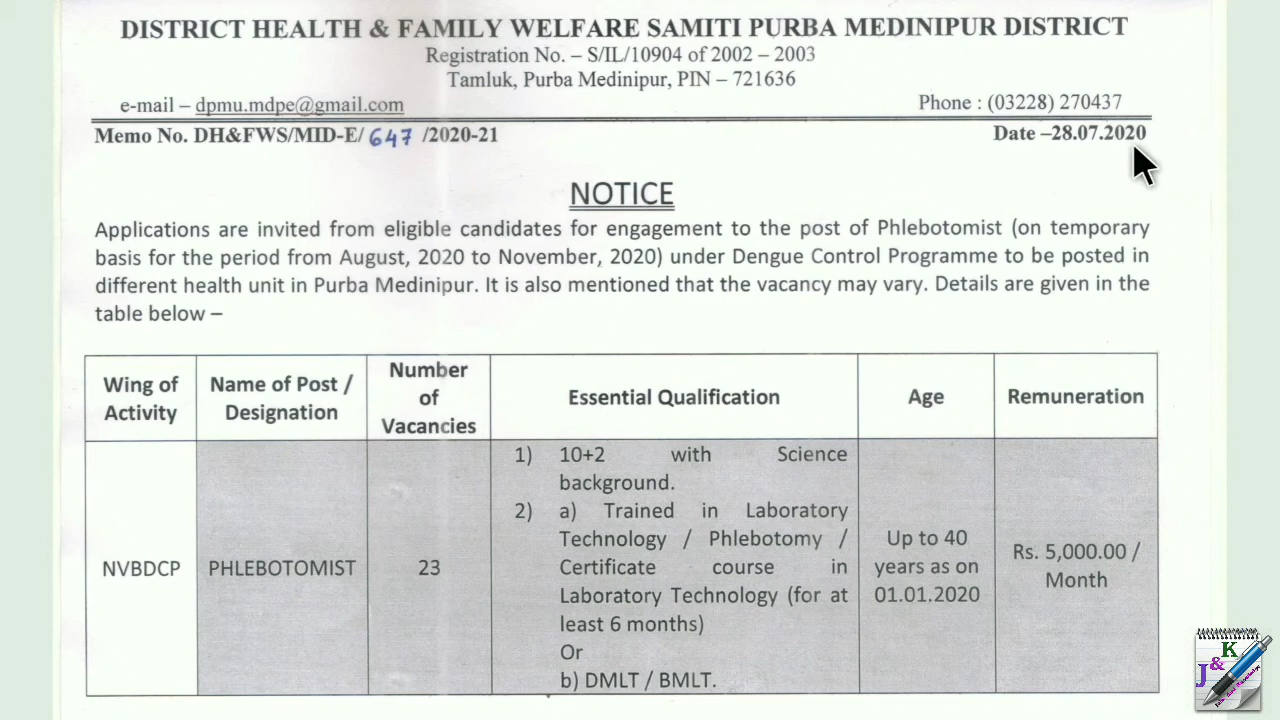 DISTRICT HEALTH & FAMILY WELFARE SAMITI PURBA MEDINIPUR DISTRICT
Registration No. – S/IL/10904 of 2002 – 2003
Tamluk, Purba Medinipur, PIN – 721636
e-mail – dpmu.mdpe@gmail.com Phone : (03228) 270437
Memo No. DH&FWS/MID-E/ 647 /2020-21 Date –28.07.2020
NOTICE
Applications are invited from eligible candidates for engagement to the post of Phlebotomist (on temporary
basis for the period from August, 2020 to November, 2020) under Dengue Control Programme to be posted in
different health unit in Purba Medinipur. It is also mentioned that the vacancy may vary. Details are given in the
table below –
Wing of
Activity
Name of Post /
Designation
Number
of
Vacancies
Essential Qualification
Age
Remuneration
NVBDCP
PHLEBOTOMIST
23
1) 10+2 with Science
background.
2) a) Trained in Laboratory
Technology / Phlebotomy /
Certificate course in
Laboratory Technology (for at
least 6 months)
Or
b) DMLT / BMLT.
Up to 40
years as on
01.01.2020
Rs. 5,000.00 /
Month
J&K